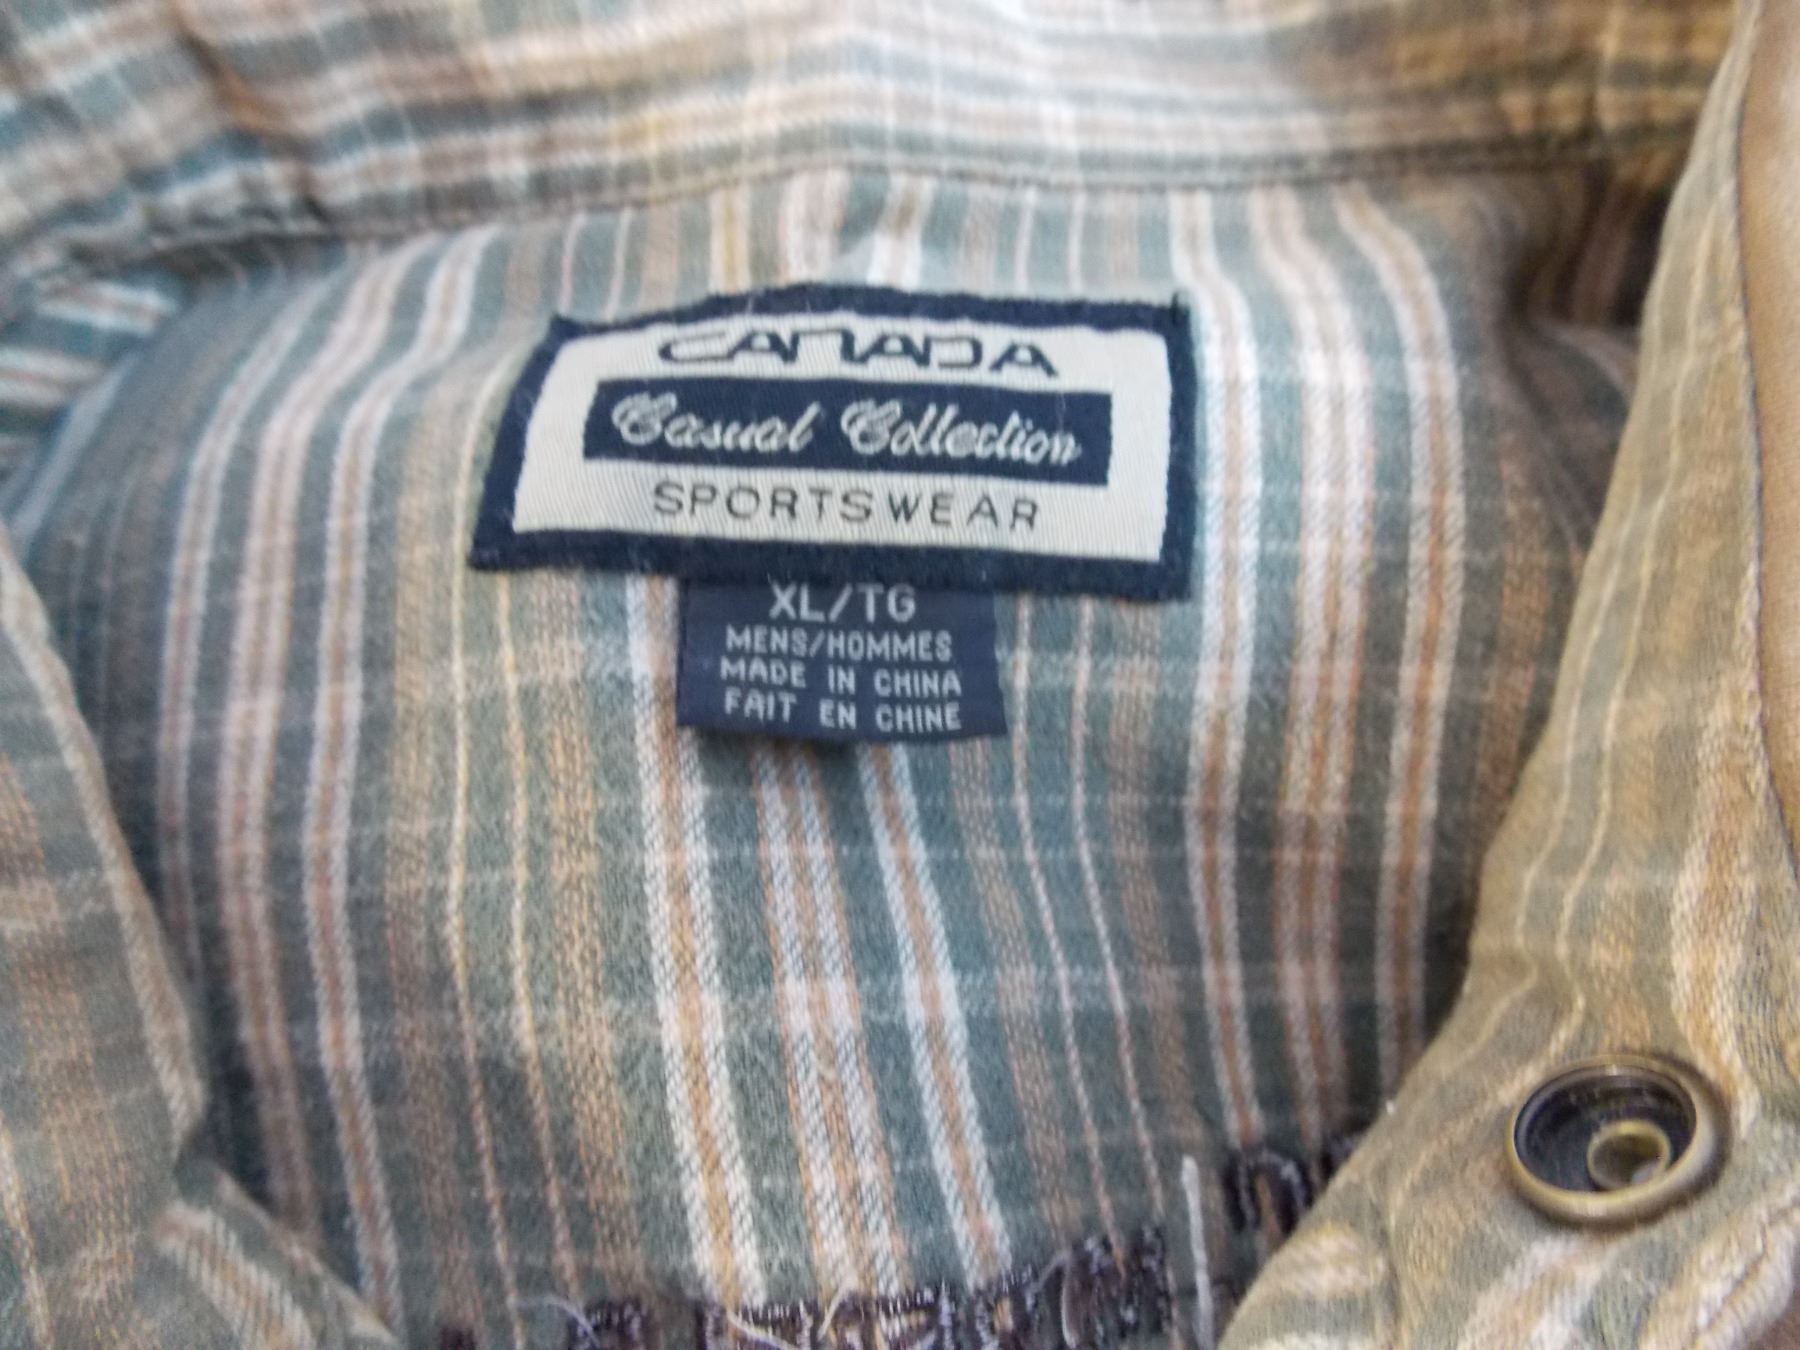 CANADA
Casual Collection
SPORTSWEAR
XL/TG
MENS/HOMMES
MADE IN CHINA
FAIT EN CHINE